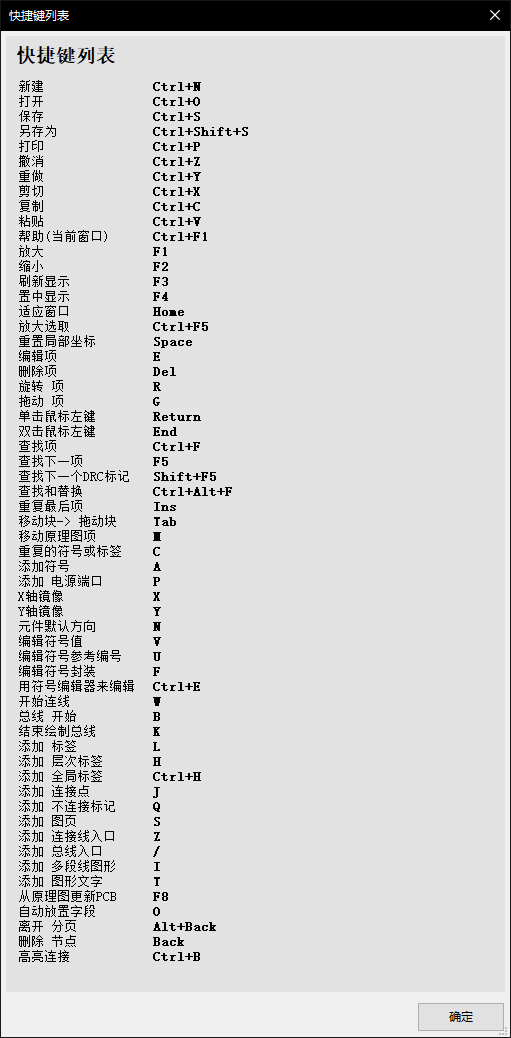 快捷键列表
快捷键列表
新建 Ctrl+N
打开 Ctrl+O
保存 Ctrl+S
另存为 Ctrl+Shift+S
打印 Ctrl+P
撤消 Ctrl+Z
重做 Ctrl+Y
剪切 Ctrl+X
复制 Ctrl+C
粘贴 Ctrl+V
帮助(当前窗口) Ctrl+F1
放大 F1
缩小 F2
刷新显示 F3
置中显示 F4
适应窗口 Home
放大选取 Ctrl+F5
重置局部坐标 Space
编辑项 E
删除项 Del
旋转 项 R
拖动 项 G
单击鼠标左键 Return
双击鼠标左键 End
查找项 Ctrl+F
查找下一项 F5
查找下一个DRC标记 Shift+F5
查找和替换 Ctrl+Alt+F
重复最后项 Ins
移动块-> 拖动块 Tab
移动原理图项 M
重复的符号或标签 C
添加符号 A
添加 电源端口 P
X轴镜像 X
Y轴镜像 Y
元件默认方向 N
编辑符号值 V
编辑符号参考编号 U
编辑符号封装 F
用符号编辑器来编辑 Ctrl+E
开始连线 W
总线 开始 B
结束绘制总线 K
添加 标签 L
添加 层次标签 H
添加 全局标签 Ctrl+H
添加 连接点 J
添加 不连接标记 Q
添加 图页 S
添加 连接线入口 Z
添加 总线入口 /
添加 多段线图形 I
添加 图形文字 T
从原理图更新PCB F8
自动放置字段 O
离开 分页 Alt+Back
删除 节点 Back
高亮连接 Ctrl+B
确定